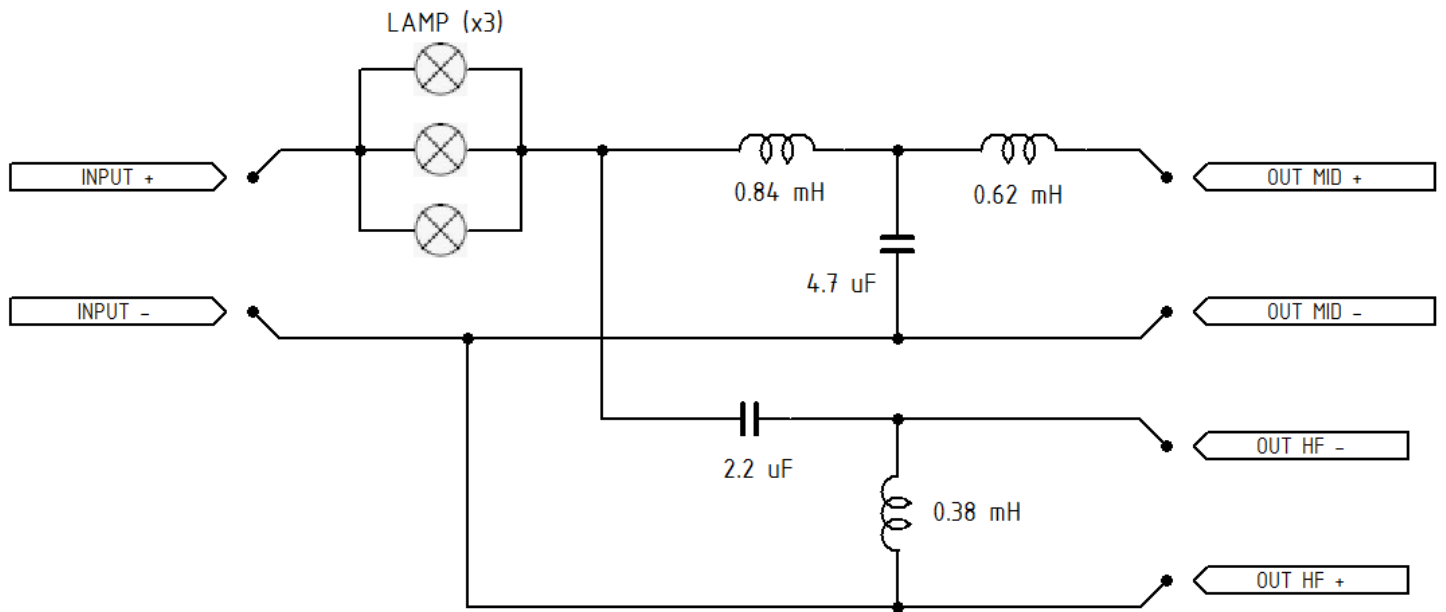 LAMP (x3)
INPUT +
0.84 mH
0.62 mH
OUT MID +
4.7 uF
INPUT -
OUT MID -
2.2 uF
OUT HF -
0.38 mH
OUT HF +